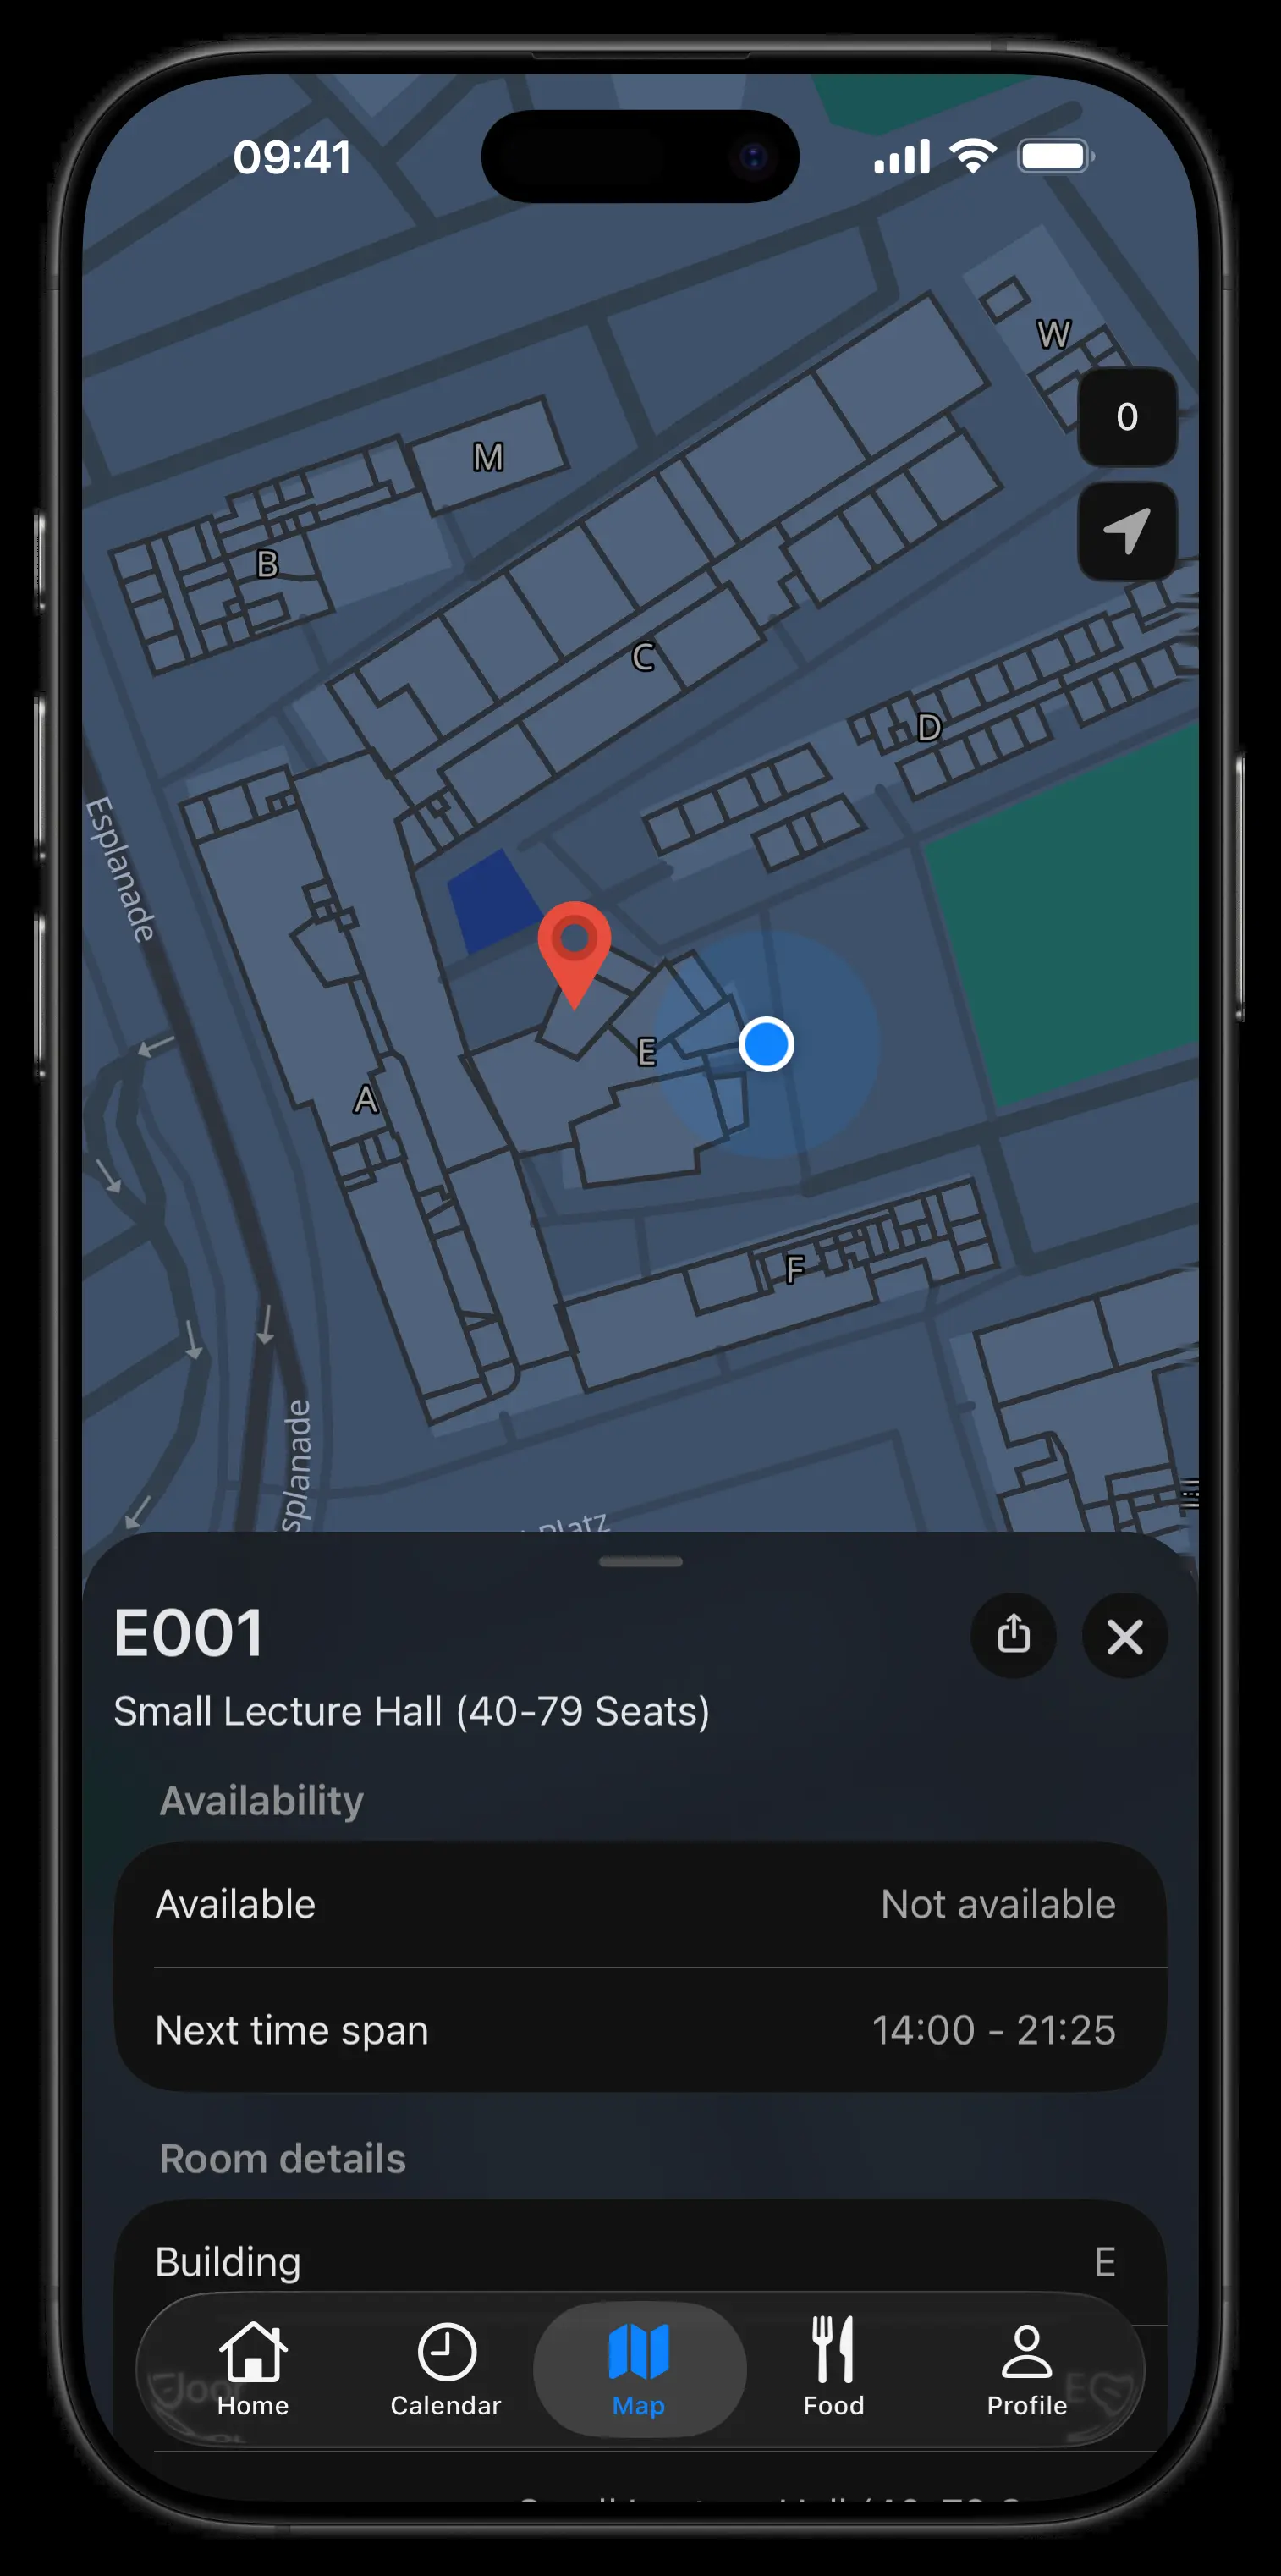 09:41
W
0
M
B
C
D
Esplanade
E
A
F
splanade
Platz
E001
Small Lecture Hall (40-79 Seats)
Availability
Available Not available
Next time span 14:00 - 21:25
Room details
Building E
Home Calendar Map Food Profile